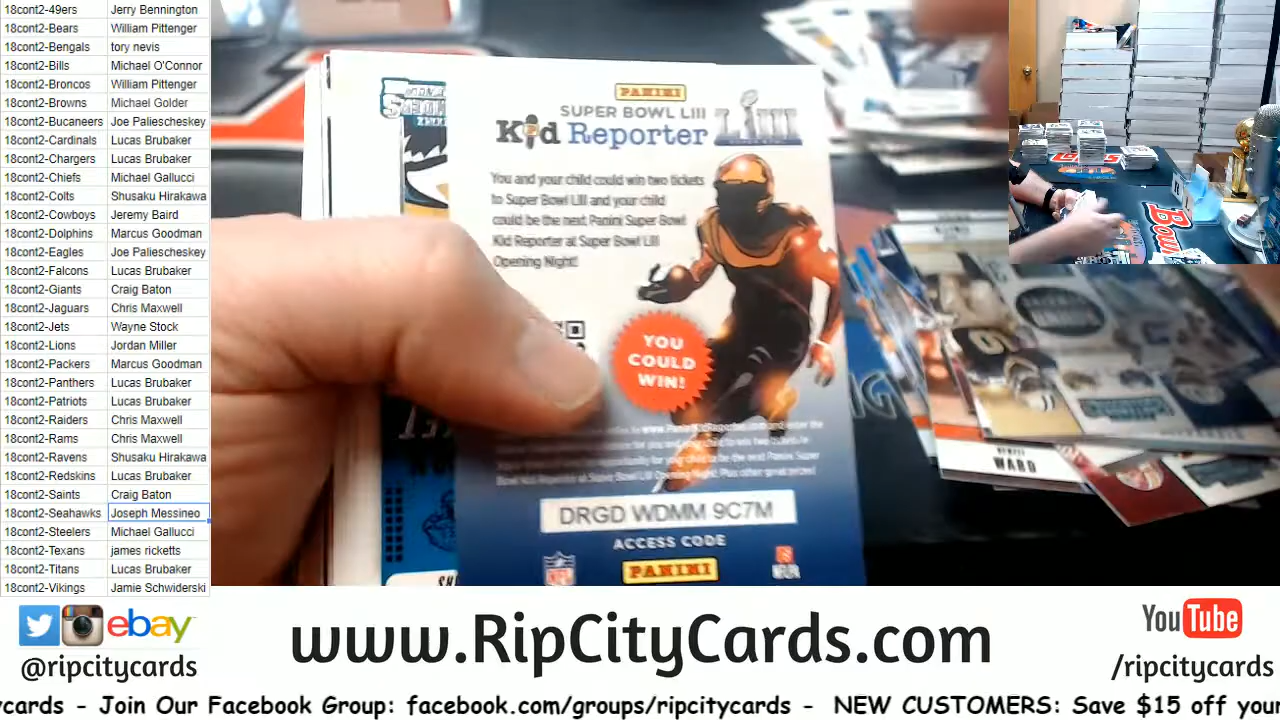 18cont2-49ers Jerry Bennington
18cont2-Bears William Pittenger
18cont2-Bengals tory nevis
18cont2-Bills Michael O'Connor
18cont2-Broncos William Pittenger
18cont2-Browns Michael Golder
18cont2-Bucaneers Joe Paliescheskey
18cont2-Cardinals Lucas Brubaker
18cont2-Chargers Lucas Brubaker
18cont2-Chiefs Michael Gallucci
18cont2-Colts Shusaku Hirakawa
18cont2-Cowboys Jeremy Baird
18cont2-Dolphins Marcus Goodman
18cont2-Eagles Joe Paliescheskey
18cont2-Falcons Lucas Brubaker
18cont2-Giants Craig Baton
18cont2-Jaguars Chris Maxwell
18cont2-Jets Wayne Stock
18cont2-Lions Jordan Miller
18cont2-Packers Marcus Goodman
18cont2-Panthers Lucas Brubaker
18cont2-Patriots Lucas Brubaker
18cont2-Raiders Chris Maxwell
18cont2-Rams Chris Maxwell
18cont2-Ravens Shusaku Hirakawa
18cont2-Redskins Lucas Brubaker
18cont2-Saints Craig Baton
18cont2-Seahawks Joseph Messineo
18cont2-Steelers Michael Gallucci
18cont2-Texans james ricketts
18cont2-Titans Lucas Brubaker
18cont2-Vikings Jamie Schwiderski
PANINI
SUPER BOWL LIII
Kid Reporter
LIII
You and your child could win two tickets
to Super Bowl LIII and your child
could be the next Panini Super Bowl
Kid Reporter at Super Bowl LIII
Opening Night!
YOU
COULD
WIN!
DRGD WDMM 9C7M
ACCESS CODE
PANINI
NFL
WARD
ebay
@ripcitycards
www.RipCityCards.com
YouTube
/ripcitycards
cards - Join Our Facebook Group: facebook.com/groups/ripcitycards - NEW CUSTOMERS: Save $15 off your